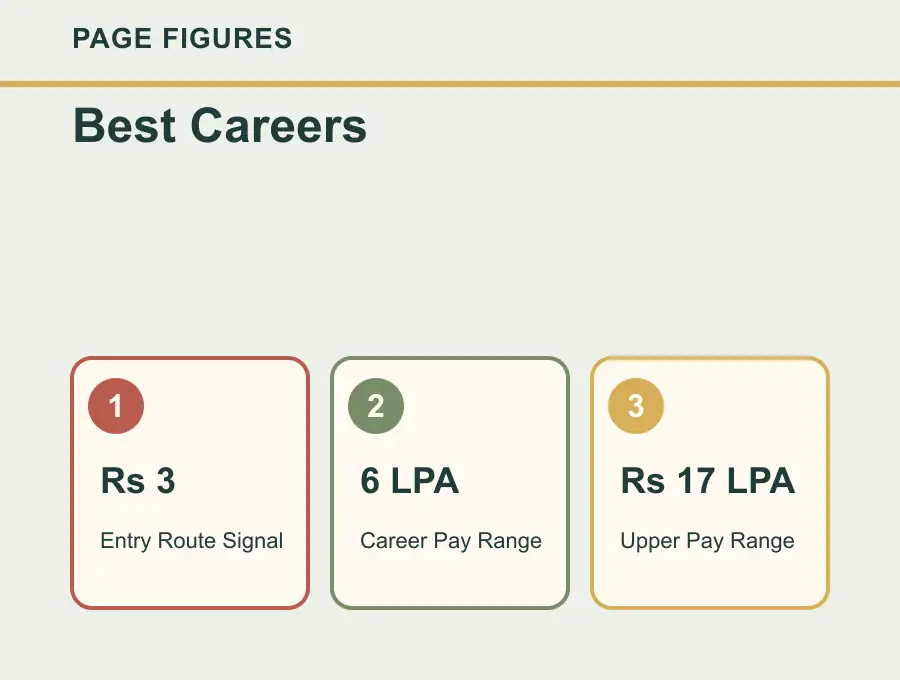 PAGE FIGURES
Best Careers
1
2
3
Rs 3
6 LPA
Rs 17 LPA
Entry Route Signal
Career Pay Range
Upper Pay Range